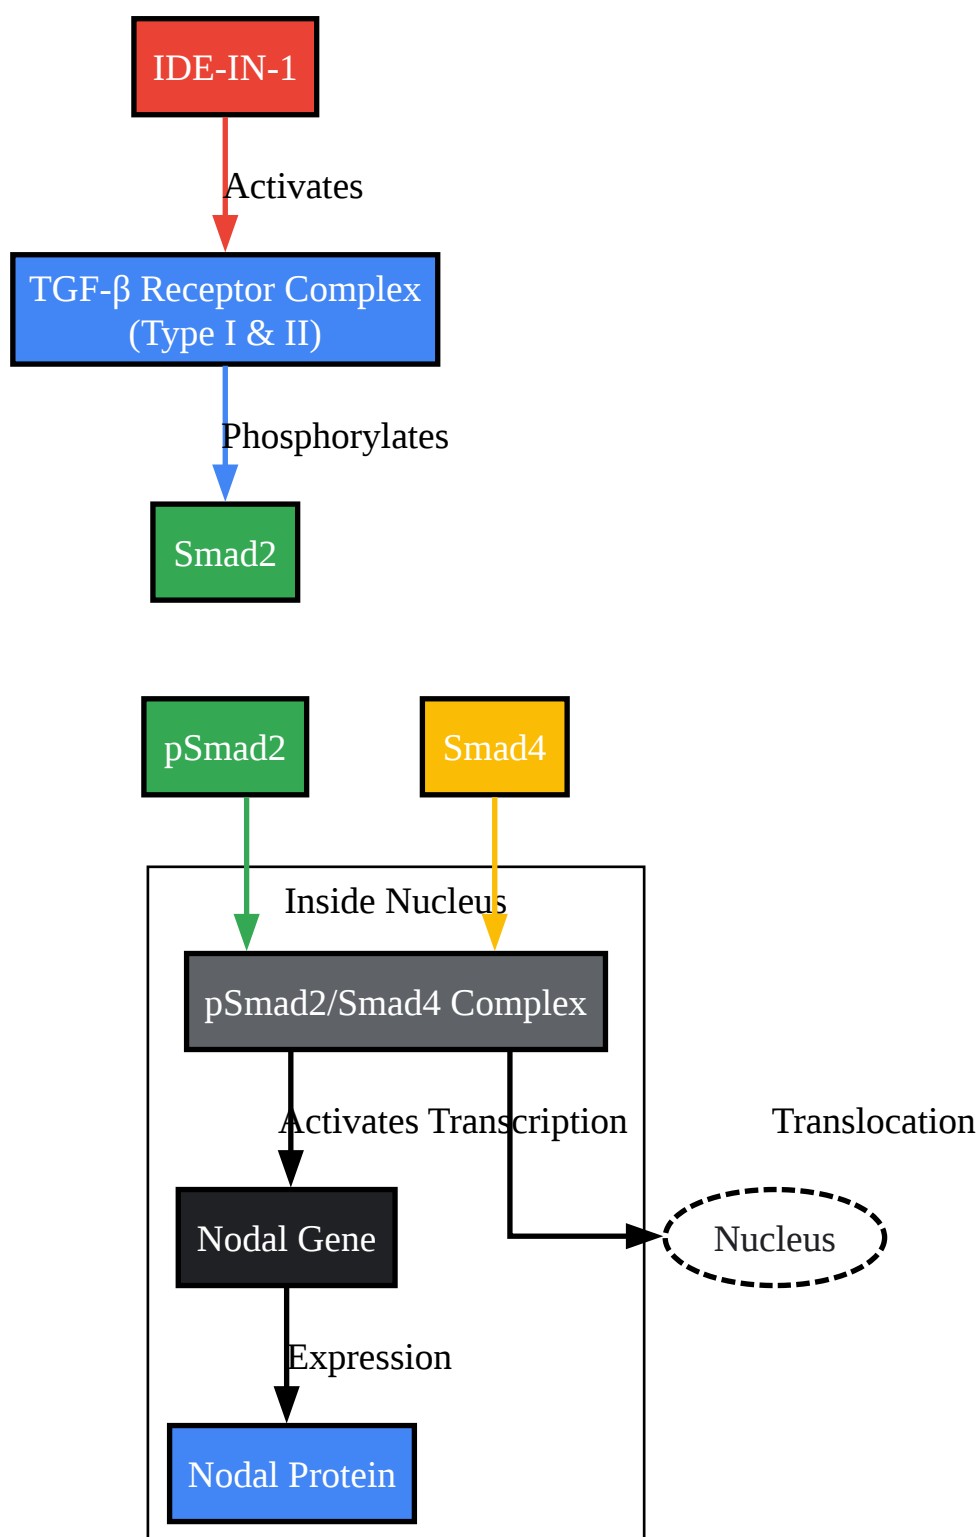 IDE-IN-1
Activates
TGF-β Receptor Complex
(Type I & II)
Phosphorylates
Smad2
pSmad2
Smad4
Inside Nucleus
pSmad2/Smad4 Complex
Activates Transcription
Translocation
Nodal Gene
Nucleus
Expression
Nodal Protein